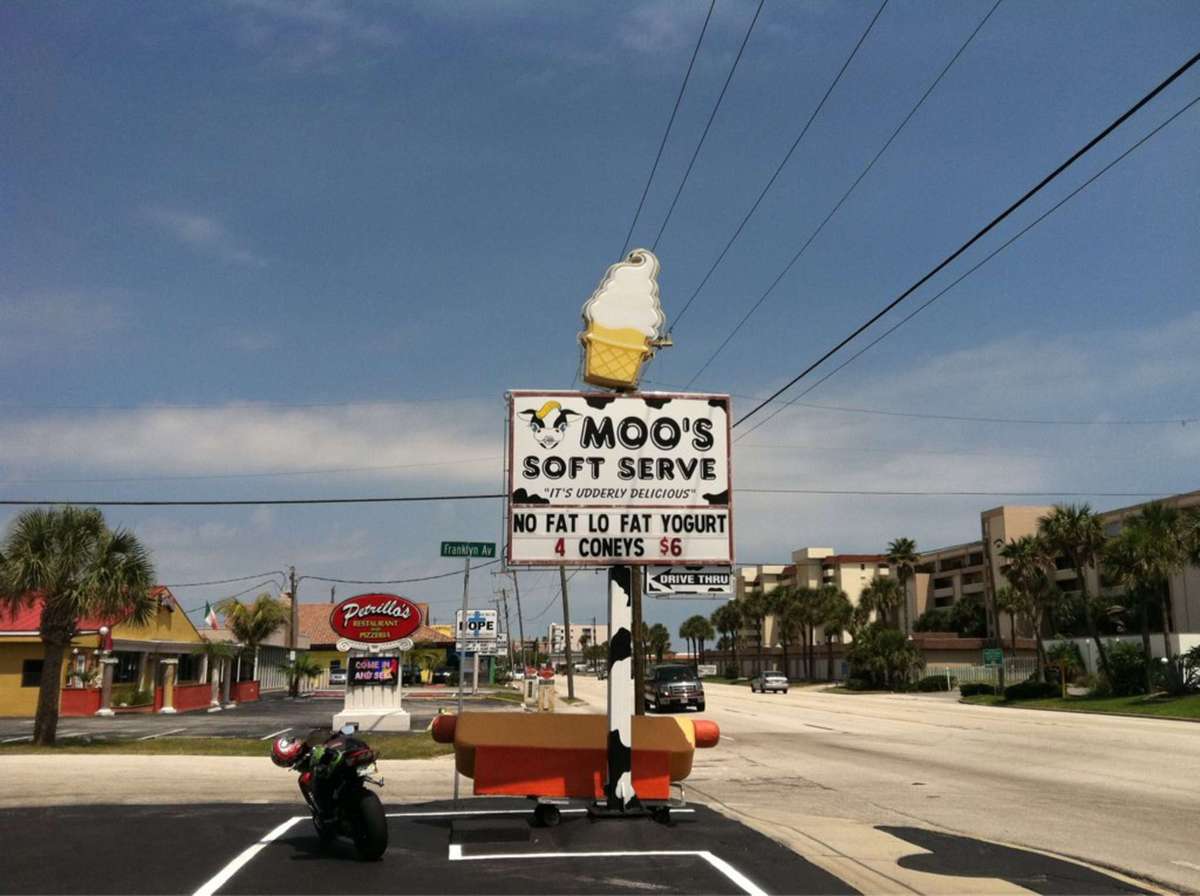 MOO'S
SOFT SERVE
"IT'S UDDERLY DELICIOUS"
NO FAT LO FAT YOGURT
4 CONEYS $6
DRIVE THRU
Franklyn Av
Petrillo's
RESTAURANT
AND
PIZZERIA
COME IN
AND
HOPE